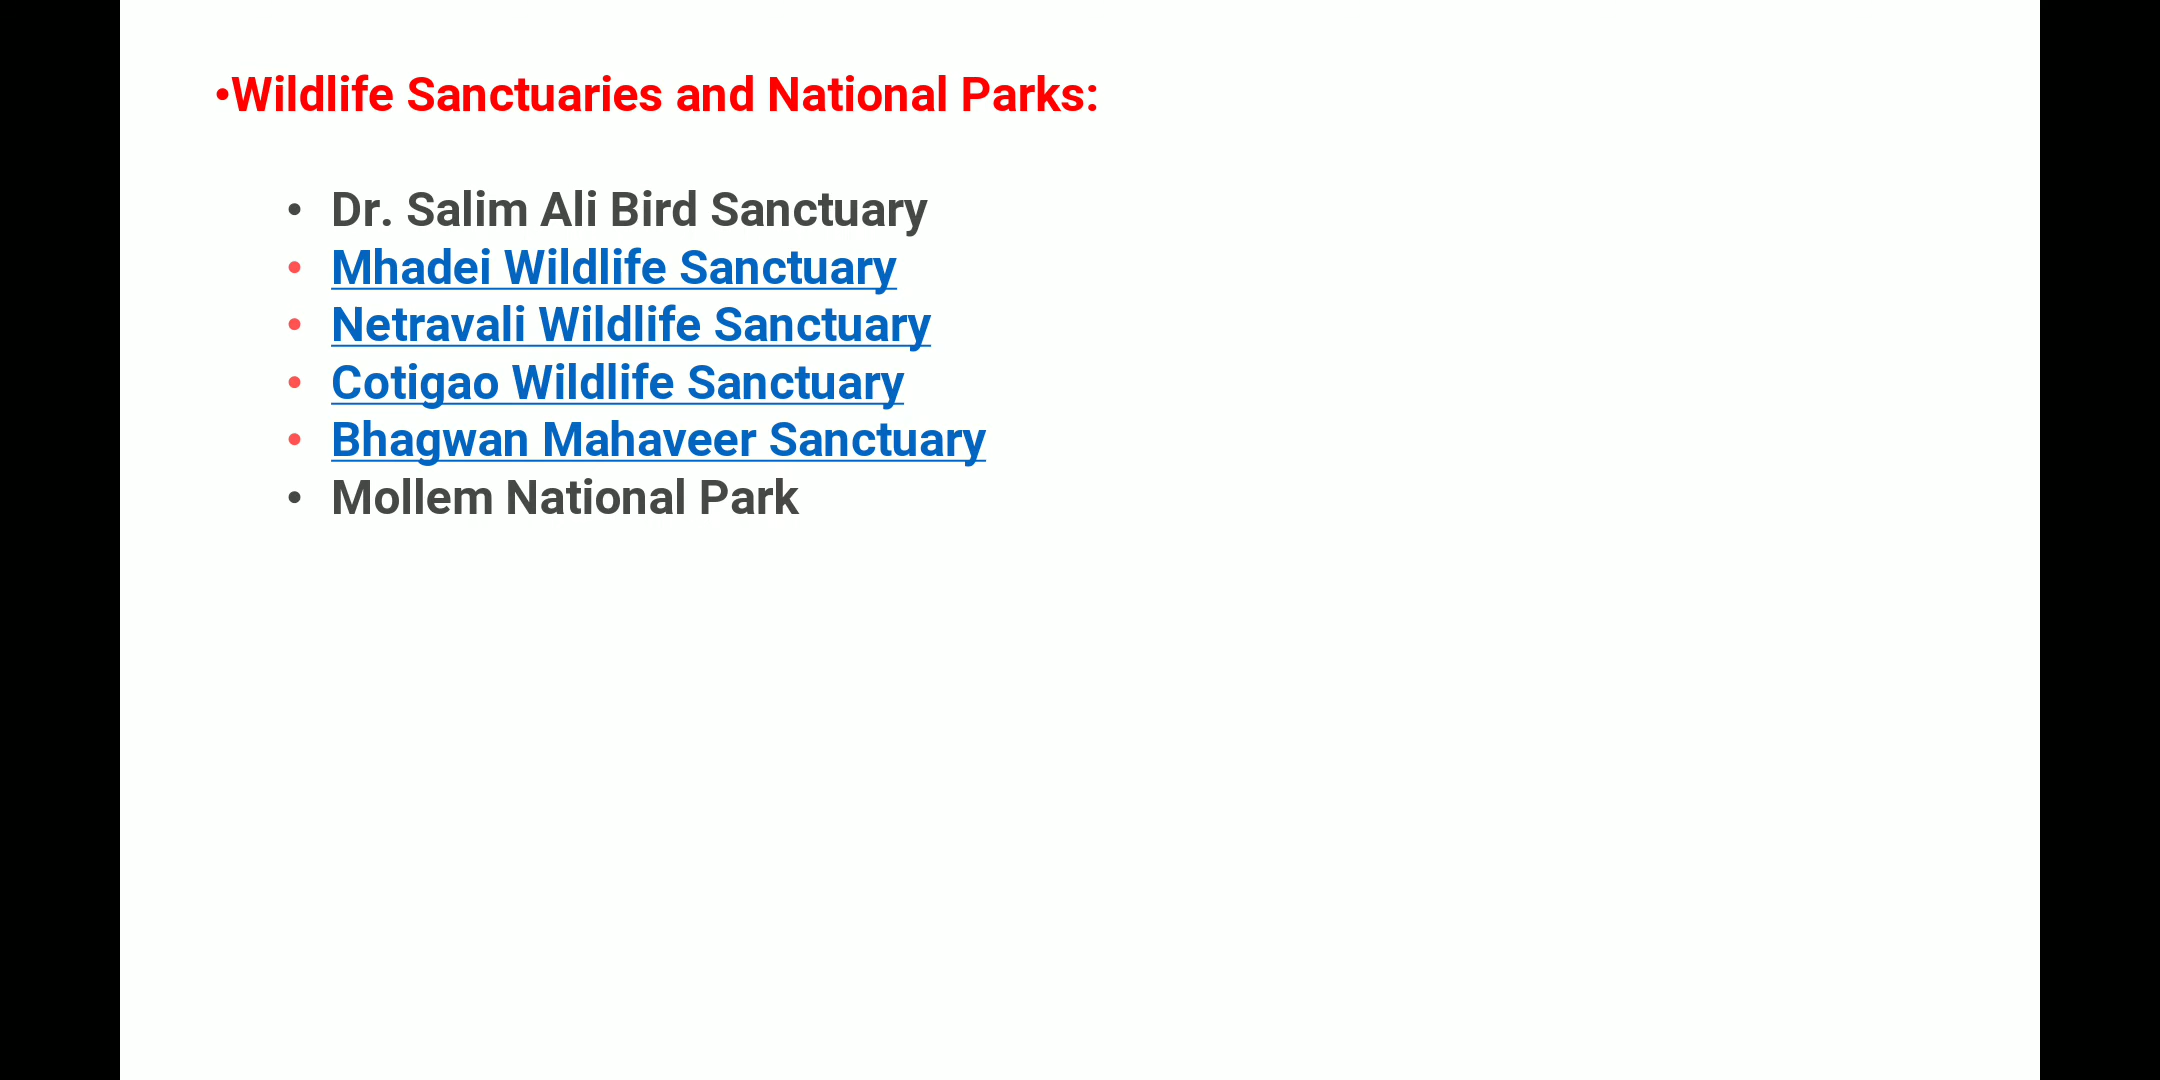 •Wildlife Sanctuaries and National Parks:
• Dr. Salim Ali Bird Sanctuary
• Mhadei Wildlife Sanctuary
• Netravali Wildlife Sanctuary
• Cotigao Wildlife Sanctuary
• Bhagwan Mahaveer Sanctuary
• Mollem National Park